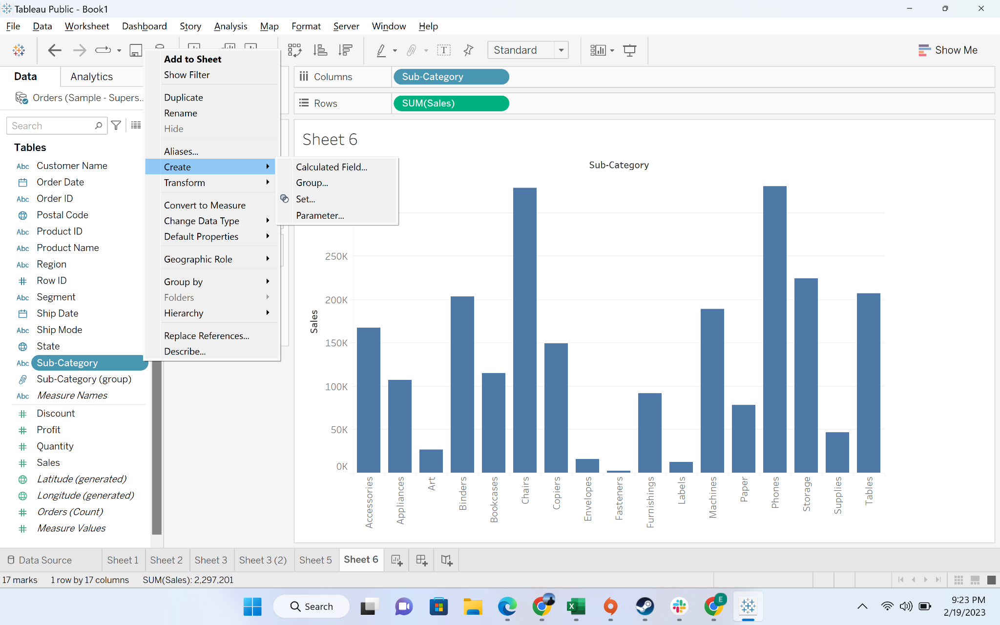 Tableau Public - Book1
File Data Worksheet Dashboard Story Analysis Map Format Server Window Help
Standard
Show Me
Data Analytics
Orders (Sample - Supers..
Search
Tables
Abc Customer Name
Order Date
Abc Order ID
Postal Code
Abc Product ID
Abc Product Name
Abc Region
Row ID
Abc Segment
Ship Date
Abc Ship Mode
State
Abc Sub-Category
Sub-Category (group)
Abc Measure Names
Discount
Profit
Quantity
Sales
Latitude (generated)
Longitude (generated)
Orders (Count)
Measure Values
Add to Sheet
Show Filter
Duplicate
Rename
Hide
Aliases...
Create
Transform
Convert to Measure
Change Data Type
Default Properties
Geographic Role
Group by
Folders
Hierarchy
Replace References...
Describe...
Calculated Field...
Group...
Set...
Parameter...
Columns Sub-Category
Rows SUM(Sales)
Sheet 6
Sub-Category
250K
200K
150K
100K
50K
0K
Sales
Accessories
Appliances
Art
Binders
Bookcases
Chairs
Copiers
Envelopes
Fasteners
Furnishings
Labels
Machines
Paper
Phones
Storage
Supplies
Tables
Data Source Sheet 1 Sheet 2 Sheet 3 Sheet 3 (2) Sheet 5 Sheet 6
17 marks 1 row by 17 columns SUM(Sales): 2,297,201
Search
E
9:23 PM
2/19/2023